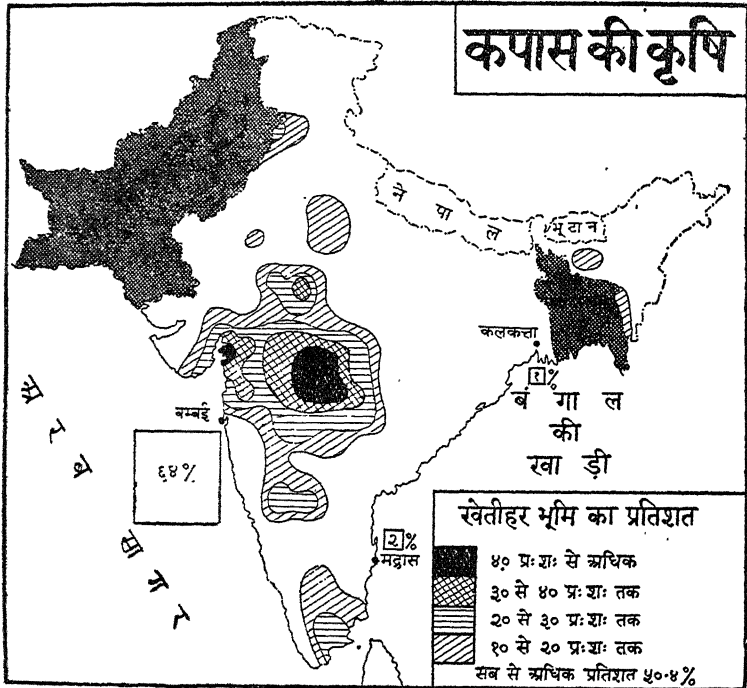 कपास की कृषि
नेपाल
भूटान
कलकत्ता
१%
बंगाल
की
खाड़ी
बम्बई
६४%
अरब सागर
२%
मद्रास
खेतीहर भूमि का प्रतिशत
४० प्र:श: से अधिक
३० से ४० प्र:श: तक
२० से ३० प्र:श: तक
१० से २० प्र:श: तक
सब से अधिक प्रतिशत ५०·४%